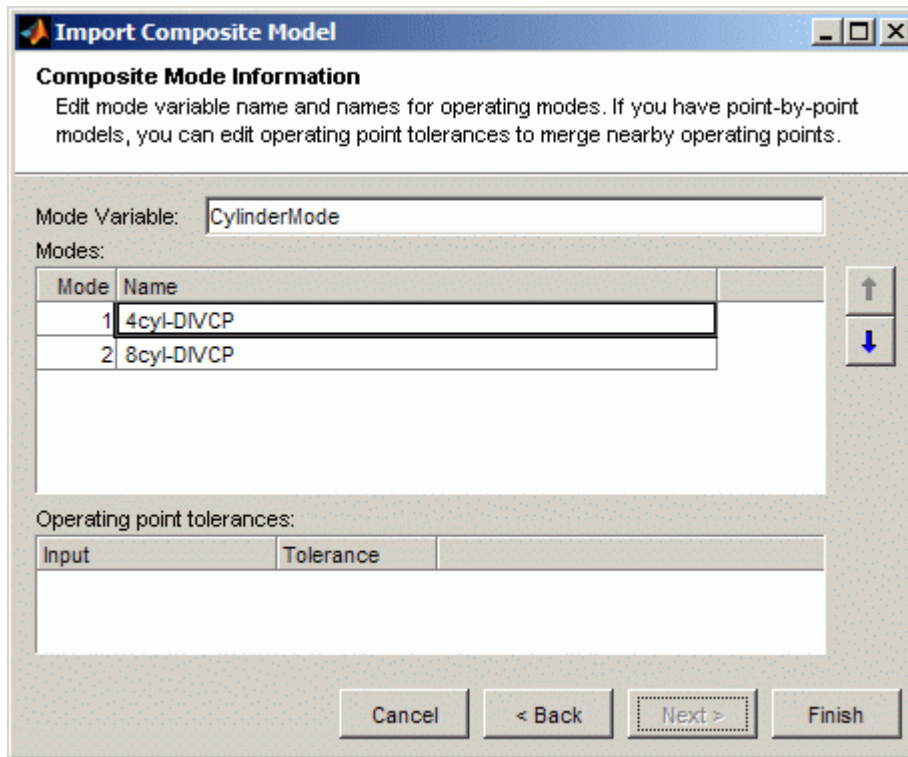 Import Composite Model
Composite Mode Information
Edit mode variable name and names for operating modes. If you have point-by-point
models, you can edit operating point tolerances to merge nearby operating points.
Mode Variable: CylinderMode
Modes:
Mode Name
1 4cyl-DIVCP
2 8cyl-DIVCP
Operating point tolerances:
Input Tolerance
Cancel < Back Next > Finish